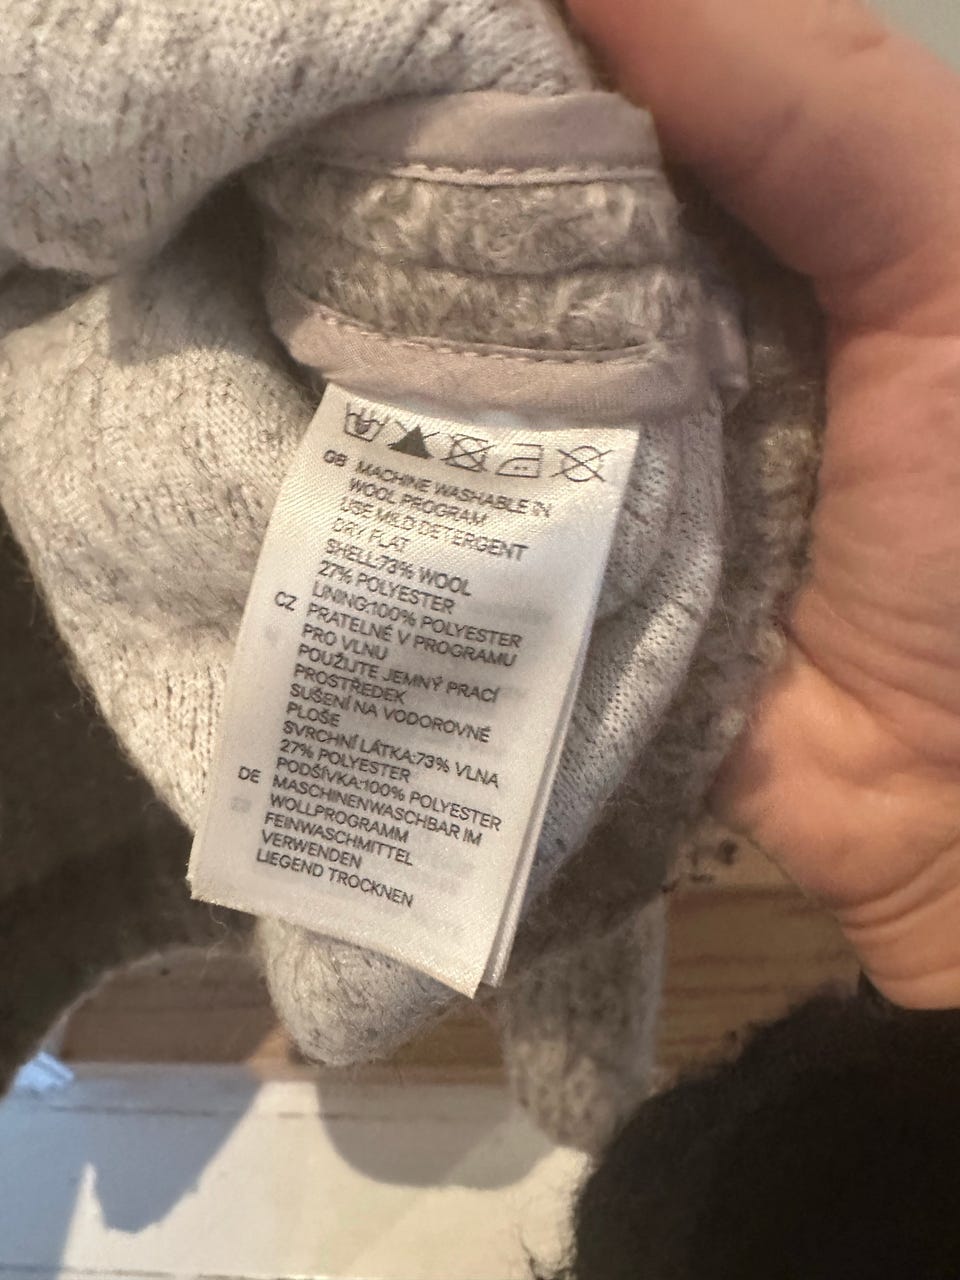 GB MACHINE WASHABLE IN
WOOL PROGRAM
USE MILD DETERGENT
DRY FLAT
SHELL:73% WOOL
27% POLYESTER
LINING:100% POLYESTER
CZ PRATELNÉ V PROGRAMU
PRO VLNU
POUŽIJTE JEMNÝ PRACÍ
PROSTŘEDEK
SUŠENÍ NA VODOROVNÉ
PLOŠE
SVRCHNÍ LÁTKA:73% VLNA
27% POLYESTER
PODŠÍVKA:100% POLYESTER
DE MASCHINENWASCHBAR IM
WOLLPROGRAMM
FEINWASCHMITTEL
VERWENDEN
LIEGEND TROCKNEN